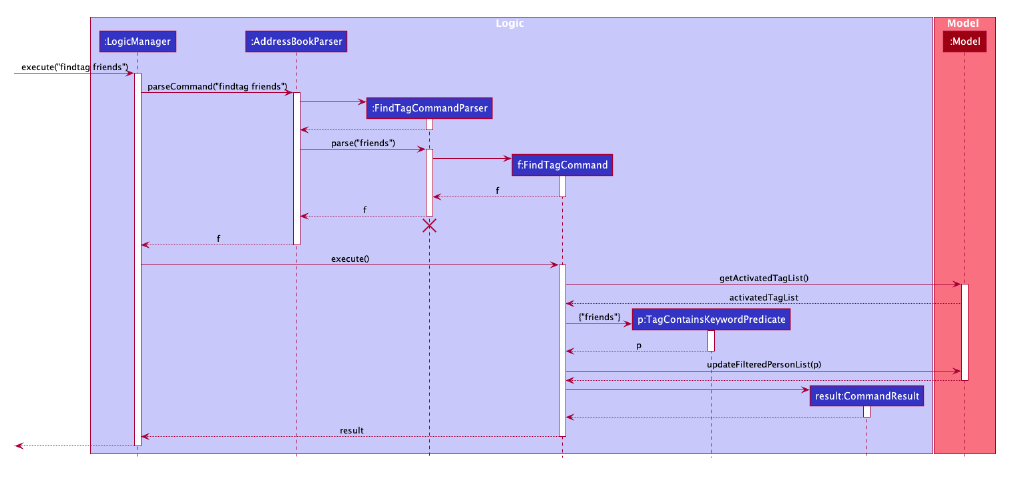 Logic
Model
:LogicManager
:AddressBookParser
:Model
execute("findtag friends")
parseCommand("findtag friends")
:FindTagCommandParser
parse("friends")
f:FindTagCommand
f
f
f
execute()
getActivatedTagList()
activatedTagList
{"friends"}
p:TagContainsKeywordPredicate
p
updateFilteredPersonList(p)
result:CommandResult
result